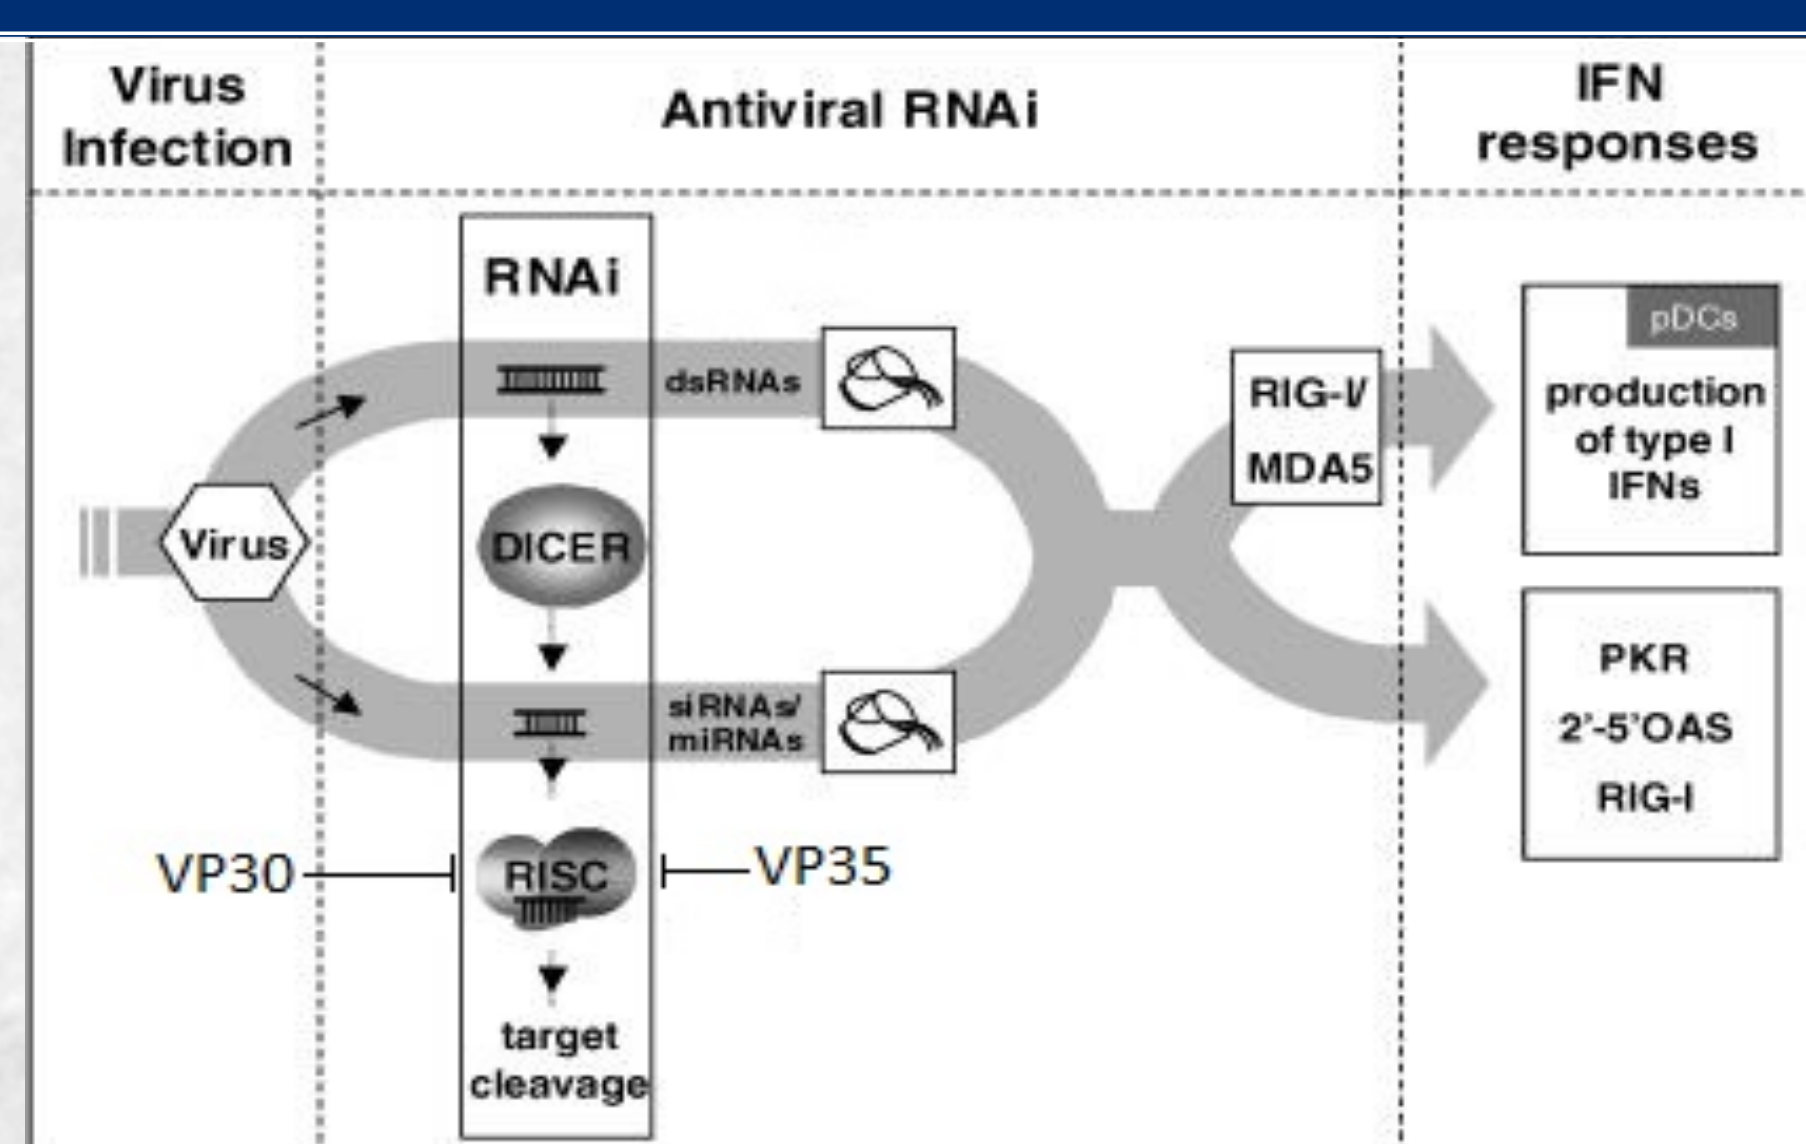 Virus
Infection
Antiviral RNAi
IFN
responses
RNAi
dsRNAs
DICER
Virus
siRNAs/
miRNAs
RISC
VP30
VP35
target
cleavage
RIG-I/
MDA5
pDCs
production
of type I
IFNs
PKR
2'-5'OAS
RIG-I